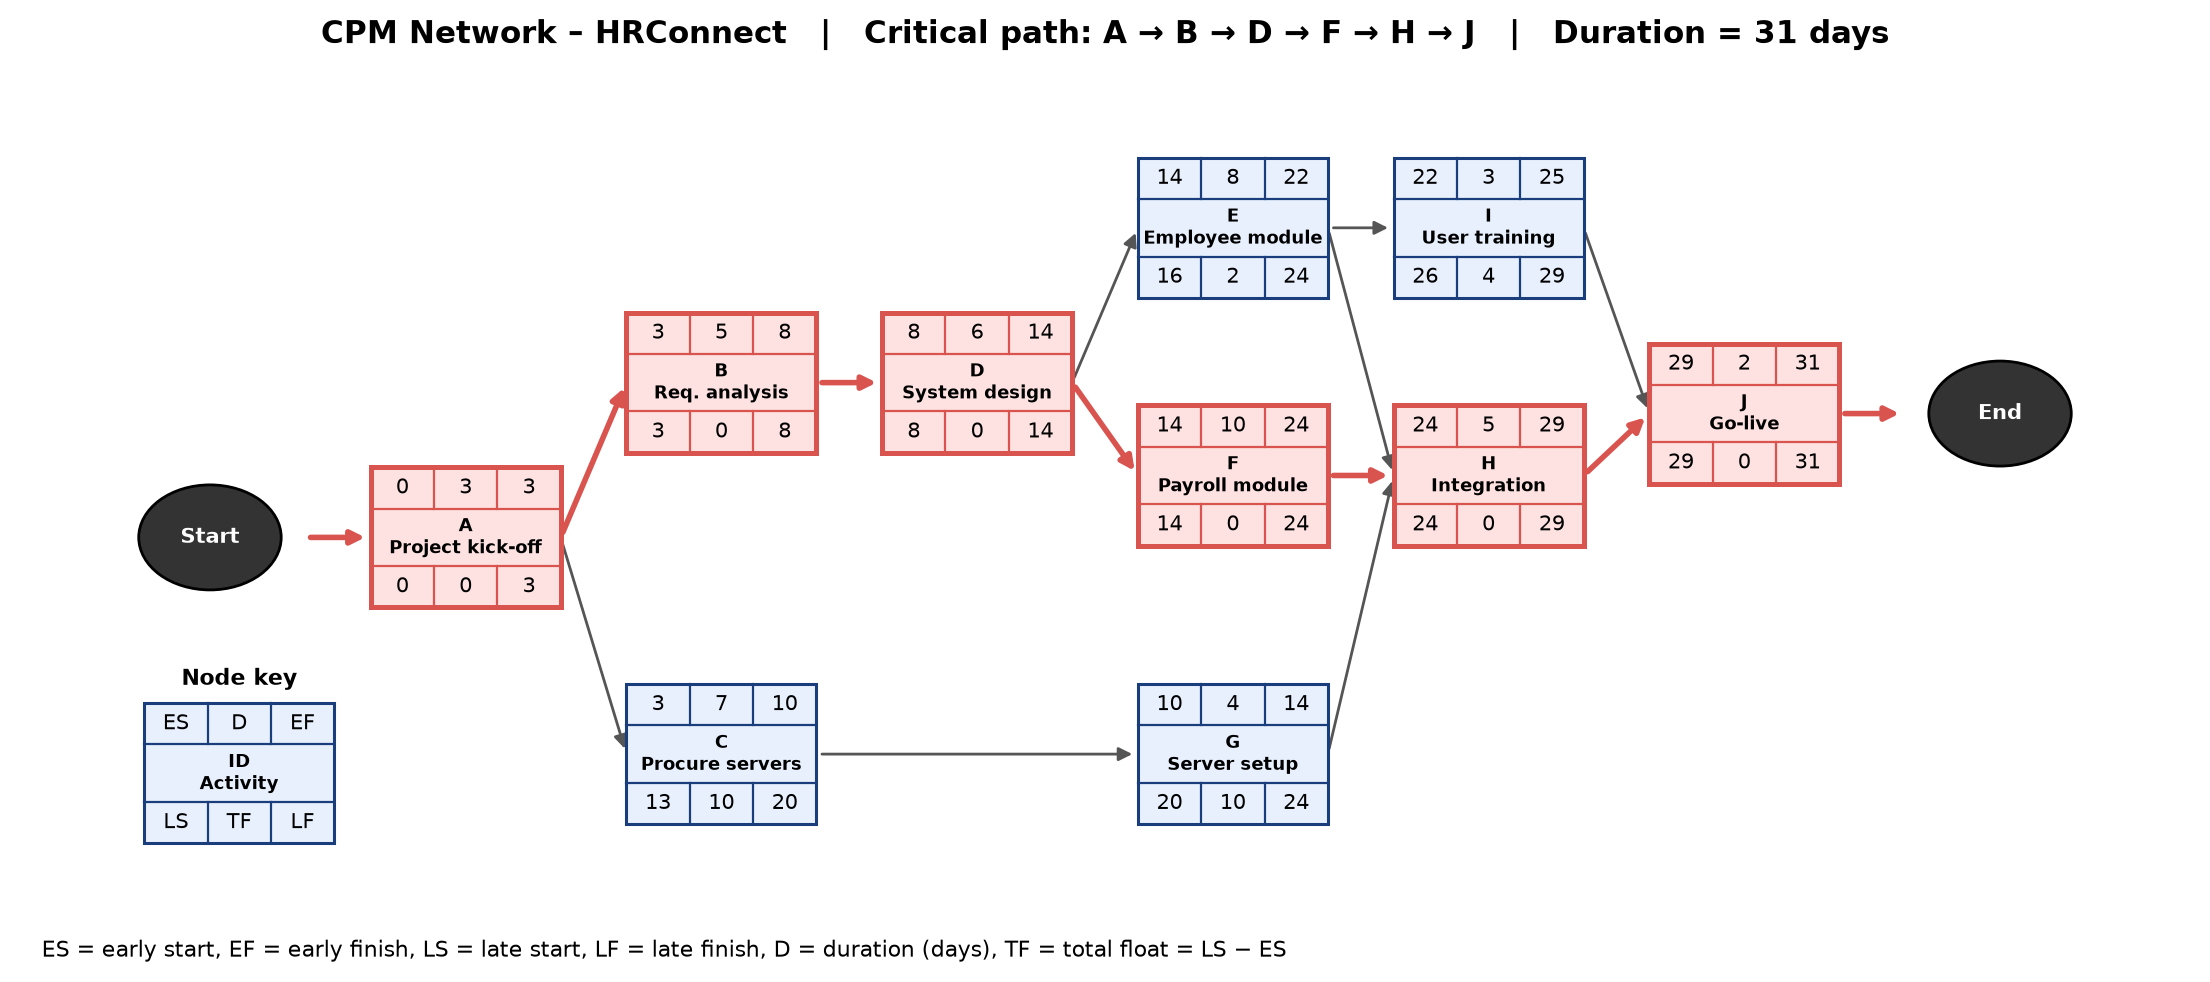 CPM Network – HRConnect | Critical path: A → B → D → F → H → J | Duration = 31 days
Start
0 3 3
A
Project kick-off
0 0 3
3 5 8
B
Req. analysis
3 0 8
3 7 10
C
Procure servers
13 10 20
8 6 14
D
System design
8 0 14
14 8 22
E
Employee module
16 2 24
14 10 24
F
Payroll module
14 0 24
10 4 14
G
Server setup
20 10 24
22 3 25
I
User training
26 4 29
24 5 29
H
Integration
24 0 29
29 2 31
J
Go-live
29 0 31
End
Node key
ES D EF
ID
Activity
LS TF LF
ES = early start, EF = early finish, LS = late start, LF = late finish, D = duration (days), TF = total float = LS − ES